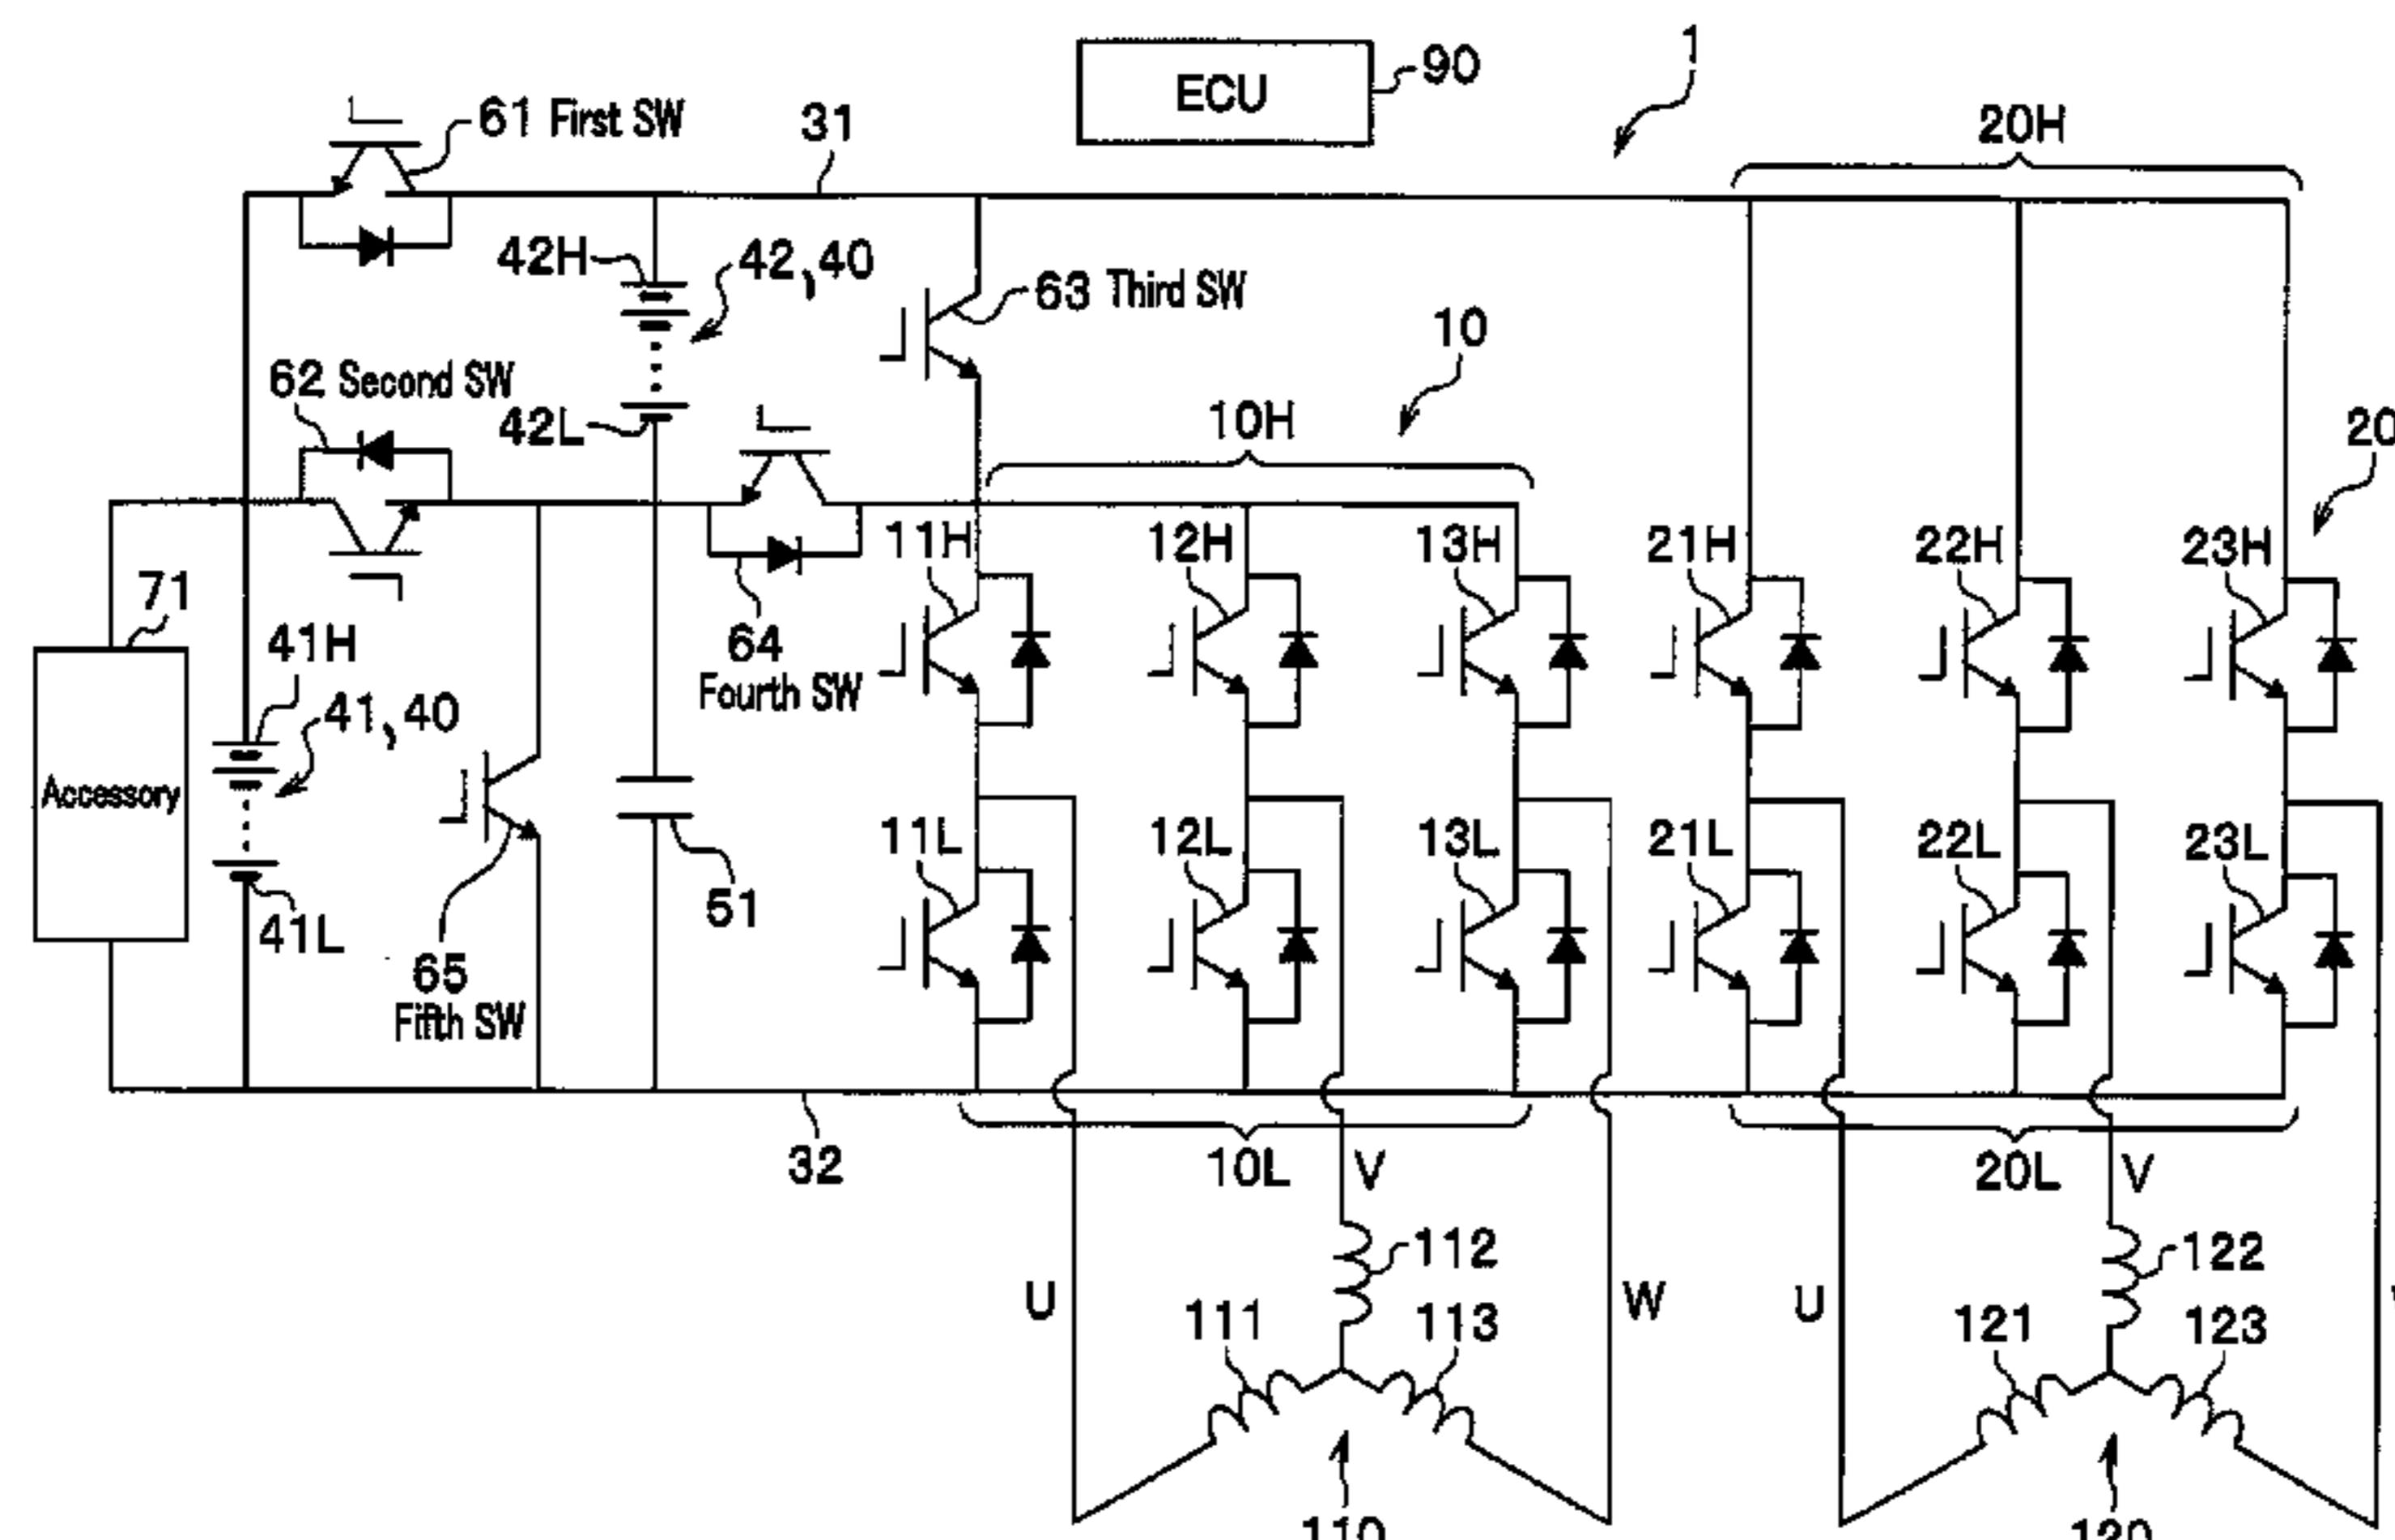 ECU
90
1
61 First SW
31
20H
42H
42, 40
63 Third SW
10
62 Second SW
42L
10H
20
11H
12H
13H
21H
22H
23H
71
41H
64
Fourth SW
41, 40
Accessory
11L
12L
13L
21L
22L
23L
51
41L
65
Fifth SW
32
10L
V
20L
V
112
122
U
W
U
111
113
121
123
110
120